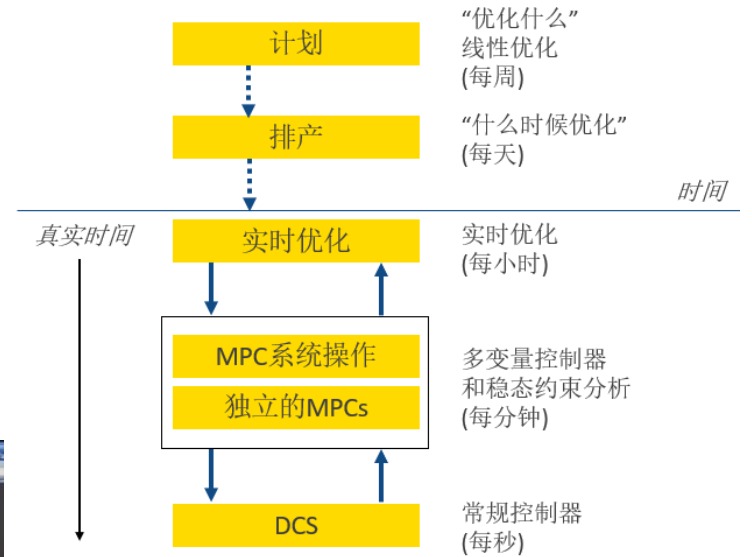 计划
“优化什么”
线性优化
(每周)
排产
“什么时候优化”
(每天)
时间
真实时间
实时优化
实时优化
(每小时)
MPC系统操作
独立的MPCs
多变量控制器
和稳态约束分析
(每分钟)
DCS
常规控制器
(每秒)